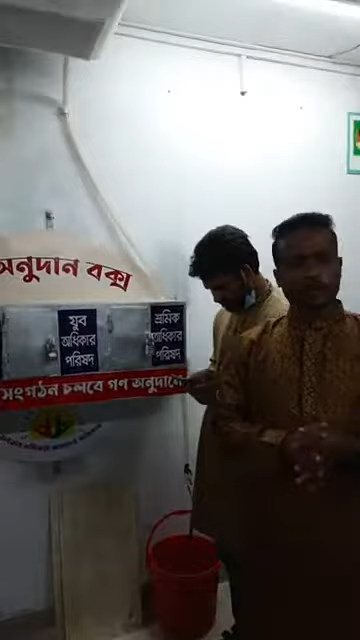 অনুদান বক্স
যুব
অধিকার
পরিষদ
শ্রমিক
অধিকার
পরিষদ
সংগঠন চলবে গণ অনুদানে